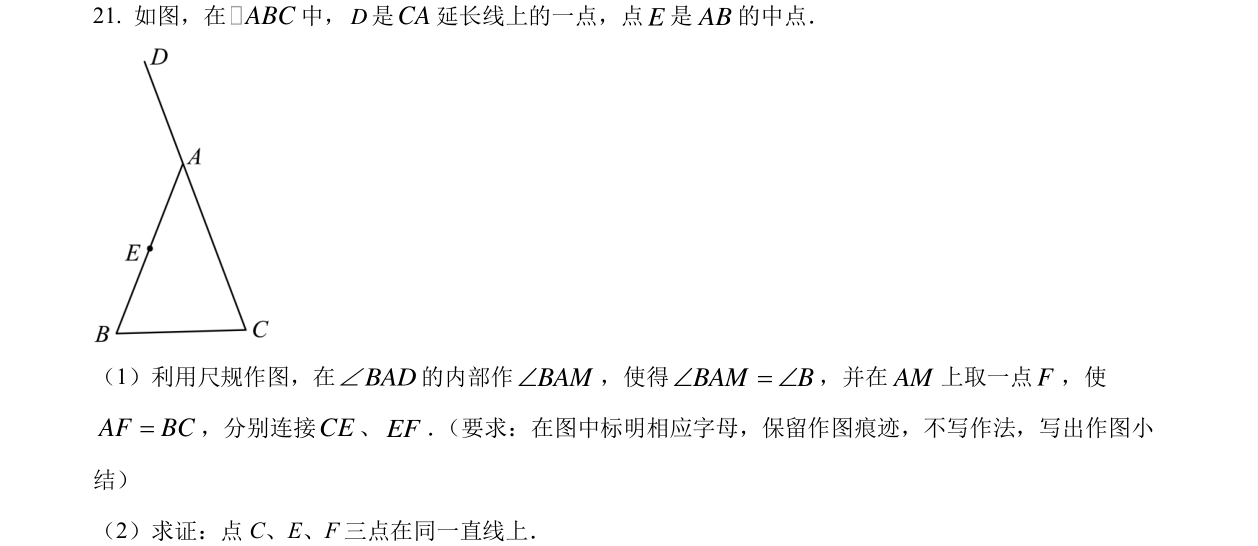 21. 如图，在□ABC 中，D 是 CA 延长线上的一点，点 E 是 AB 的中点．
D
A
E
B
C
（1）利用尺规作图，在∠BAD 的内部作∠BAM，使得∠BAM = ∠B，并在 AM 上取一点 F，使
AF = BC，分别连接 CE、EF．（要求：在图中标明相应字母，保留作图痕迹，不写作法，写出作图小
结）
（2）求证：点 C、E、F 三点在同一直线上．